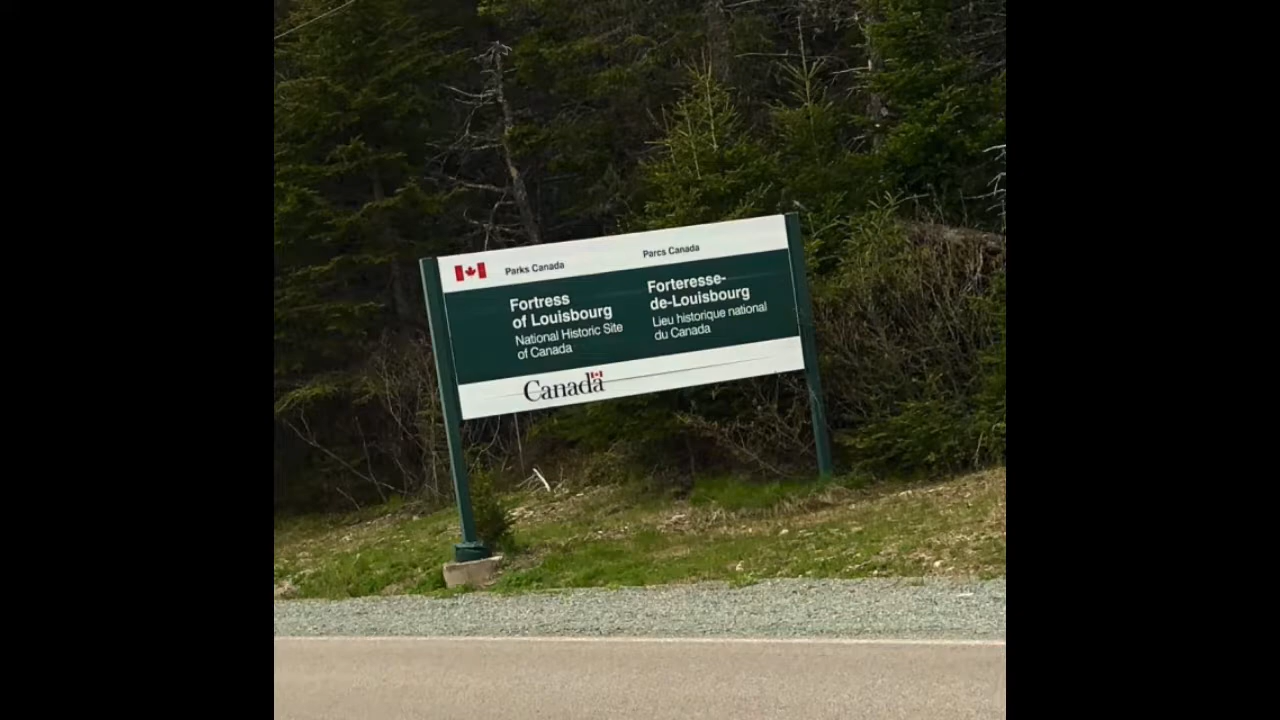 Parks Canada
Parcs Canada
Fortress
of Louisbourg
National Historic Site
of Canada
Forteresse-
de-Louisbourg
Lieu historique national
du Canada
Canada